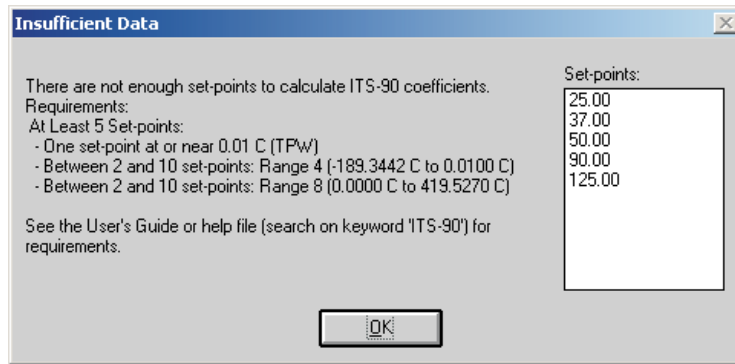 Insufficient Data
There are not enough set-points to calculate ITS-90 coefficients.
Requirements:
At Least 5 Set-points:
- One set-point at or near 0.01 C (TPW)
- Between 2 and 10 set-points: Range 4 (-189.3442 C to 0.0100 C)
- Between 2 and 10 set-points: Range 8 (0.0000 C to 419.5270 C)
See the User's Guide or help file (search on keyword 'ITS-90') for
requirements.
Set-points:
25.00
37.00
50.00
90.00
125.00
OK